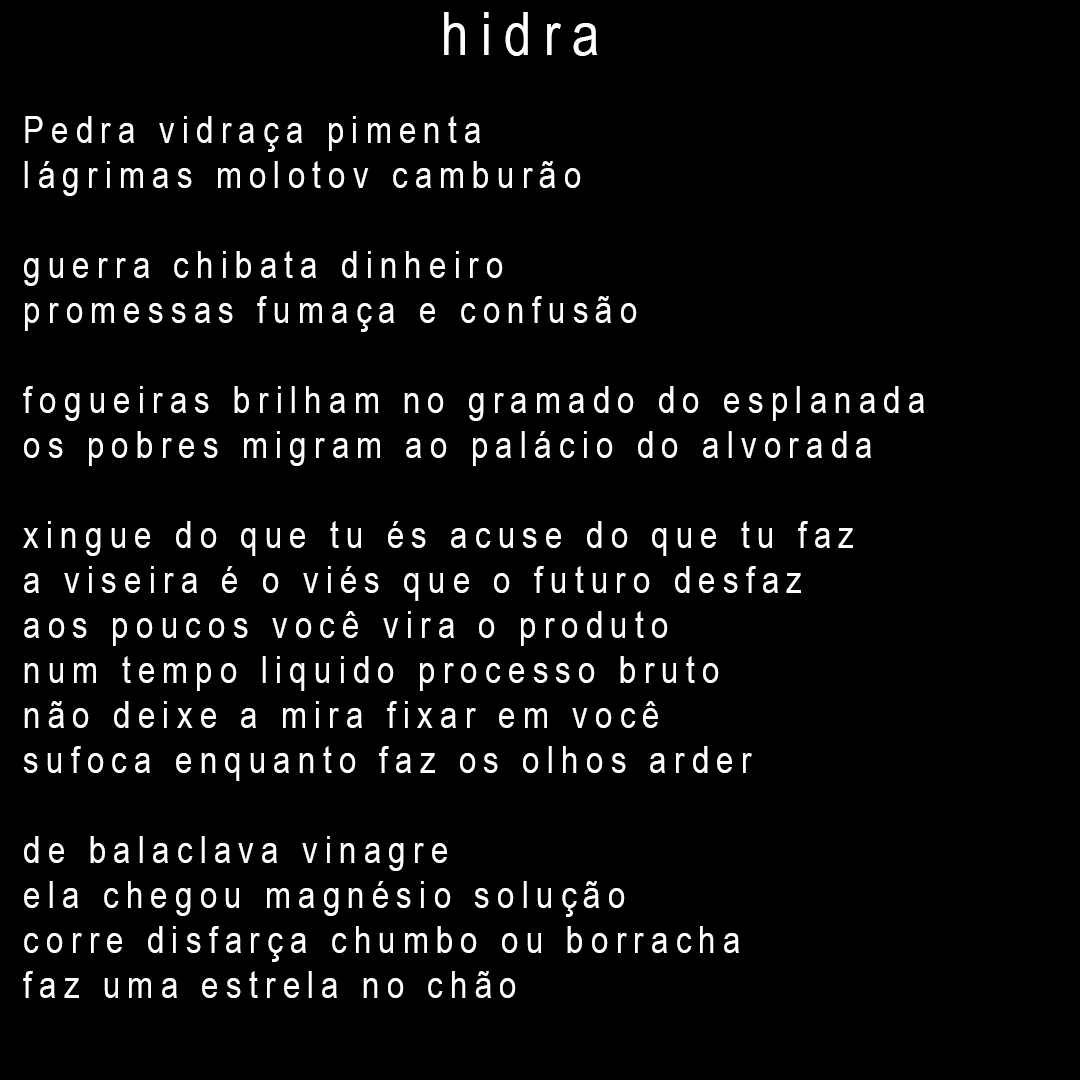 hidra
Pedra vidraça pimenta
lágrimas molotov camburão
guerra chibata dinheiro
promessas fumaça e confusão
fogueiras brilham no gramado do esplanada
os pobres migram ao palácio do alvorada
xingue do que tu és acuse do que tu faz
a viseira é o viés que o futuro desfaz
aos poucos você vira o produto
num tempo liquido processo bruto
não deixe a mira fixar em você
sufoca enquanto faz os olhos arder
de balaclava vinagre
ela chegou magnésio solução
corre disfarça chumbo ou borracha
faz uma estrela no chão